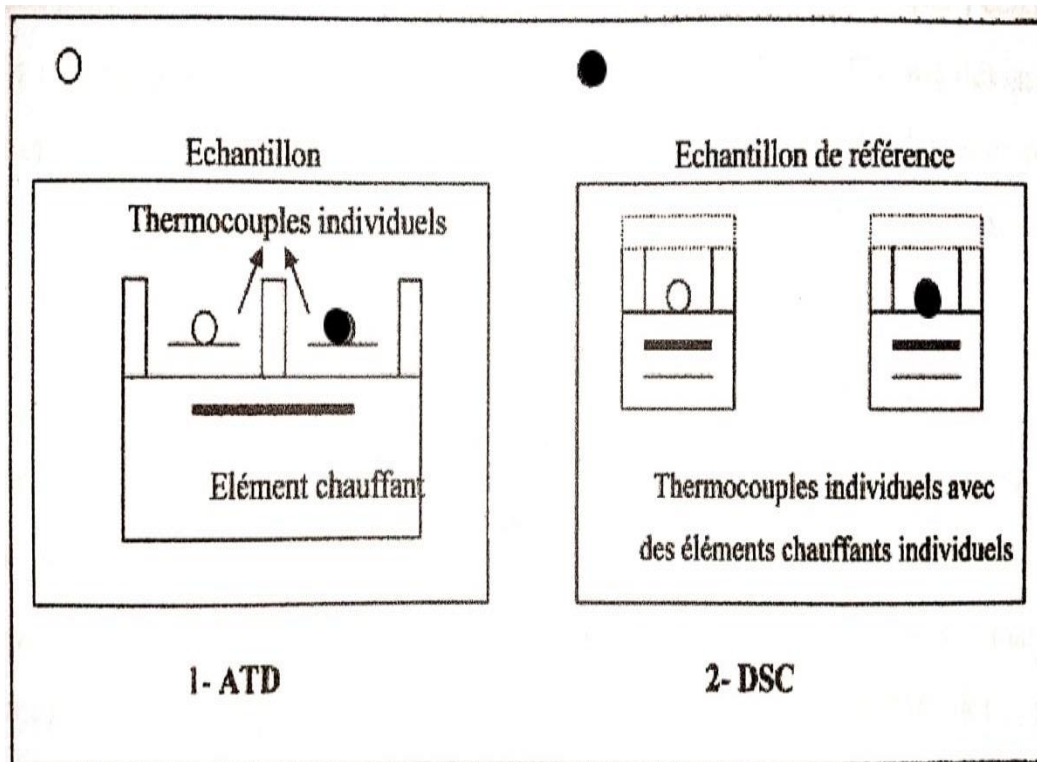 Echantillon
Echantillon de référence
Thermocouples individuels
Elément chauffant
Thermocouples individuels avec
des éléments chauffants individuels
1- ATD
2- DSC